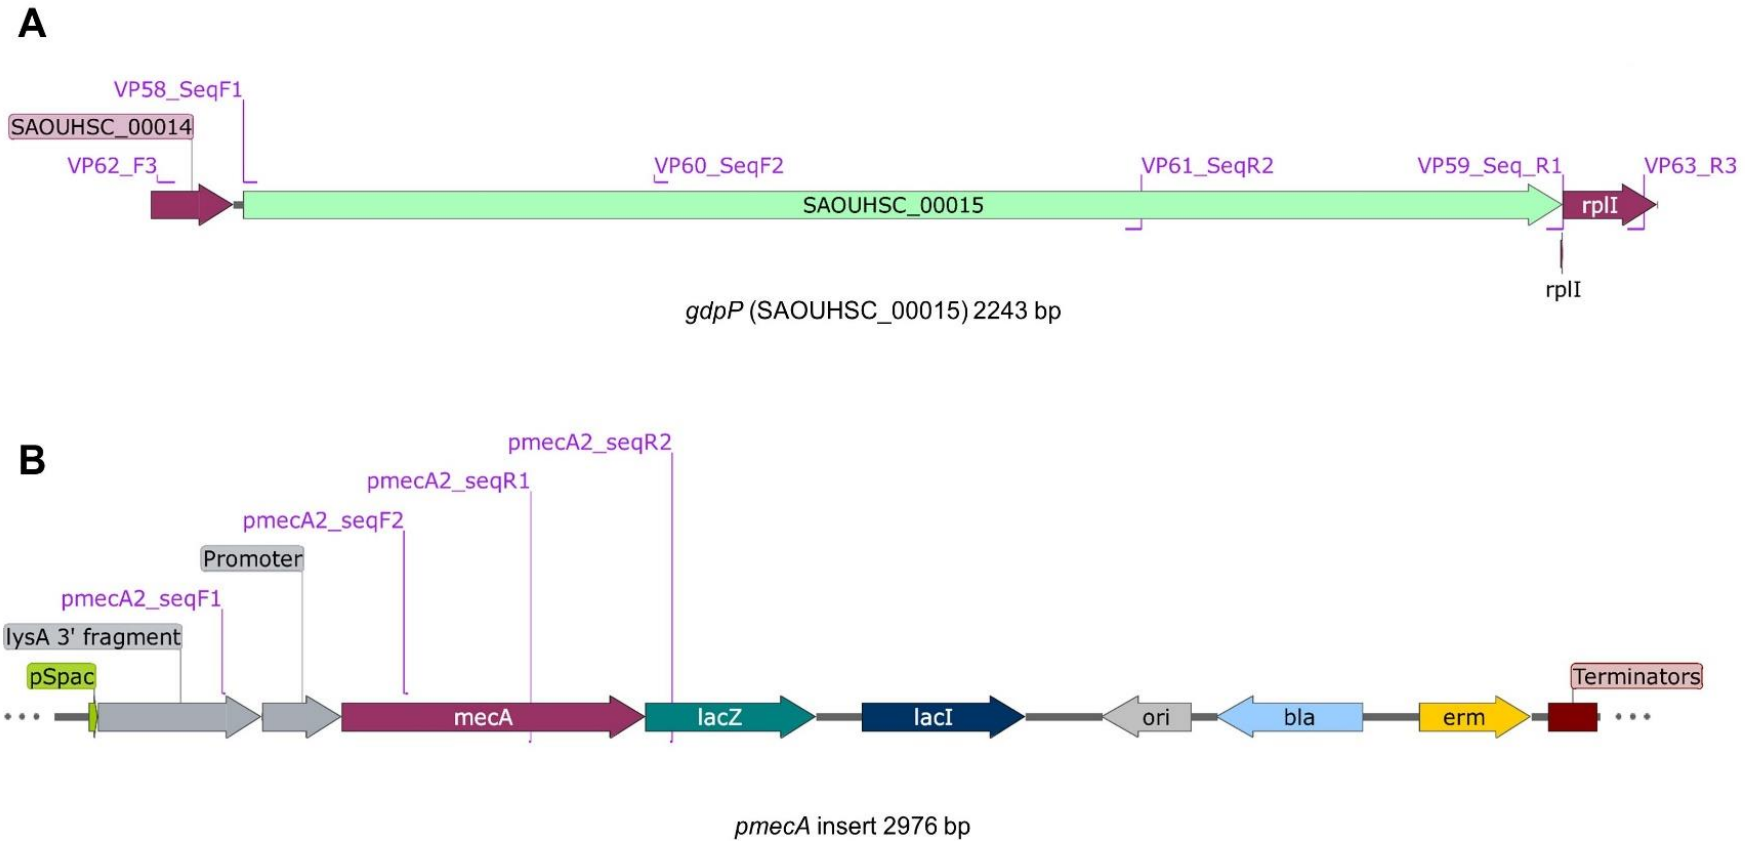 A
VP58_SeqF1
SAOUHSC_00014
VP62_F3
VP60_SeqF2
VP61_SeqR2
VP59_Seq_R1
VP63_R3
SAOUHSC_00015
rplI
rplI
gdpP (SAOUHSC_00015) 2243 bp
B
pmecA2_seqR2
pmecA2_seqR1
pmecA2_seqF2
Promoter
pmecA2_seqF1
lysA 3' fragment
pSpac
Terminators
mecA
lacZ
lacI
ori
bla
erm
pmecA insert 2976 bp